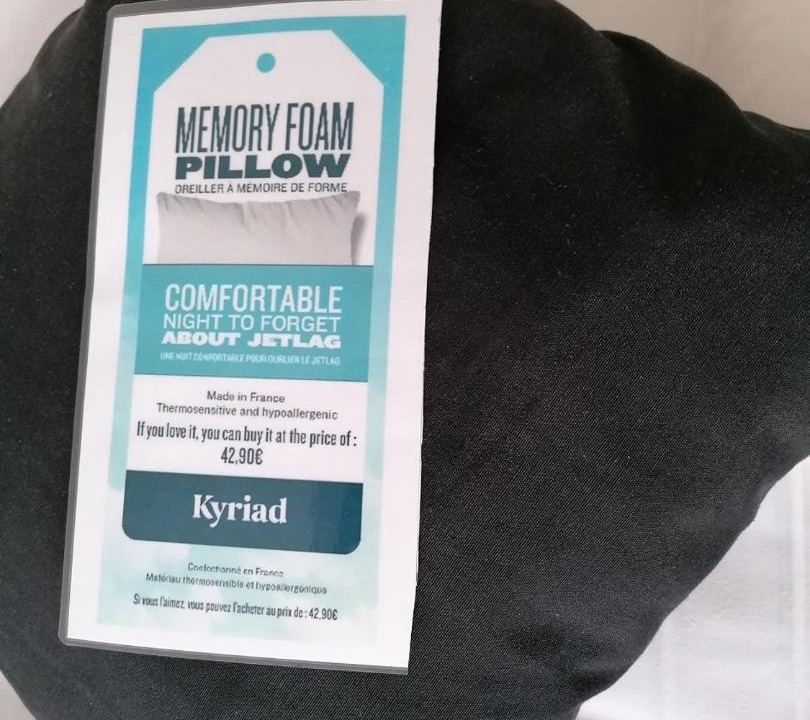 MEMORY FOAM
PILLOW
OREILLER À MÉMOIRE DE FORME
COMFORTABLE
NIGHT TO FORGET
ABOUT JETLAG
UNE NUIT CONFORTABLE POUR OUBLIER LE JETLAG
Made in France
Thermosensitive and hypoallergenic
If you love it, you can buy it at the price of :
42,90€
Kyriad
Confectionné en France
Matériau thermosensible et hypoallergénique
Si vous l'aimez, vous pouvez l'acheter au prix de : 42,90€